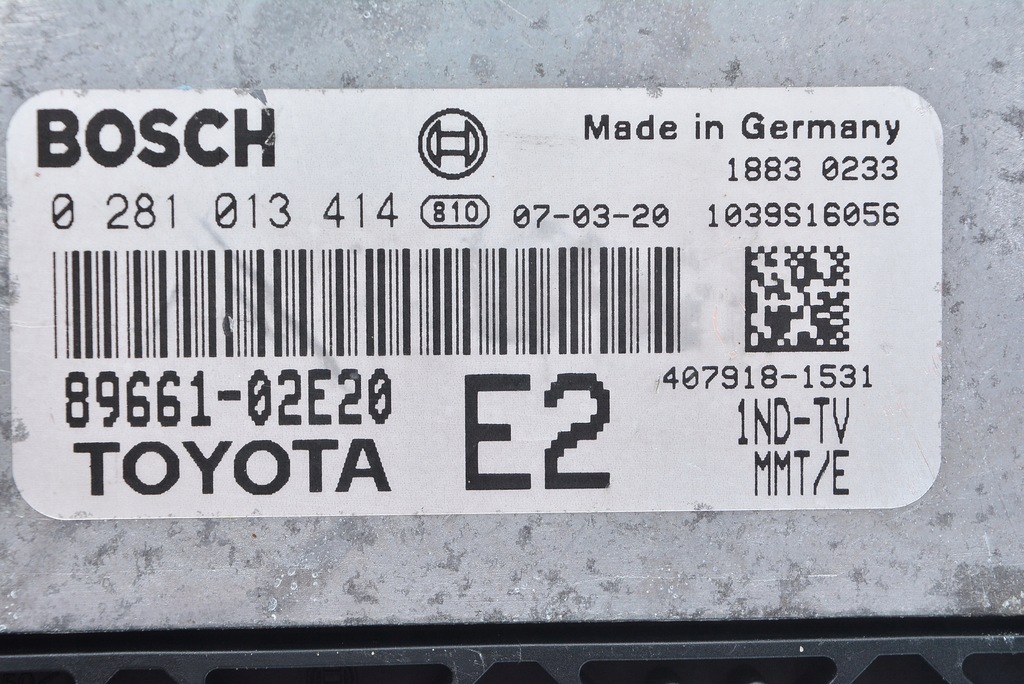 BOSCH
Made in Germany
1883 0233
0 281 013 414 810 07-03-20 1039S16056
89661-02E20
TOYOTA
E2
407918-1531
1ND-TV
MMT/E